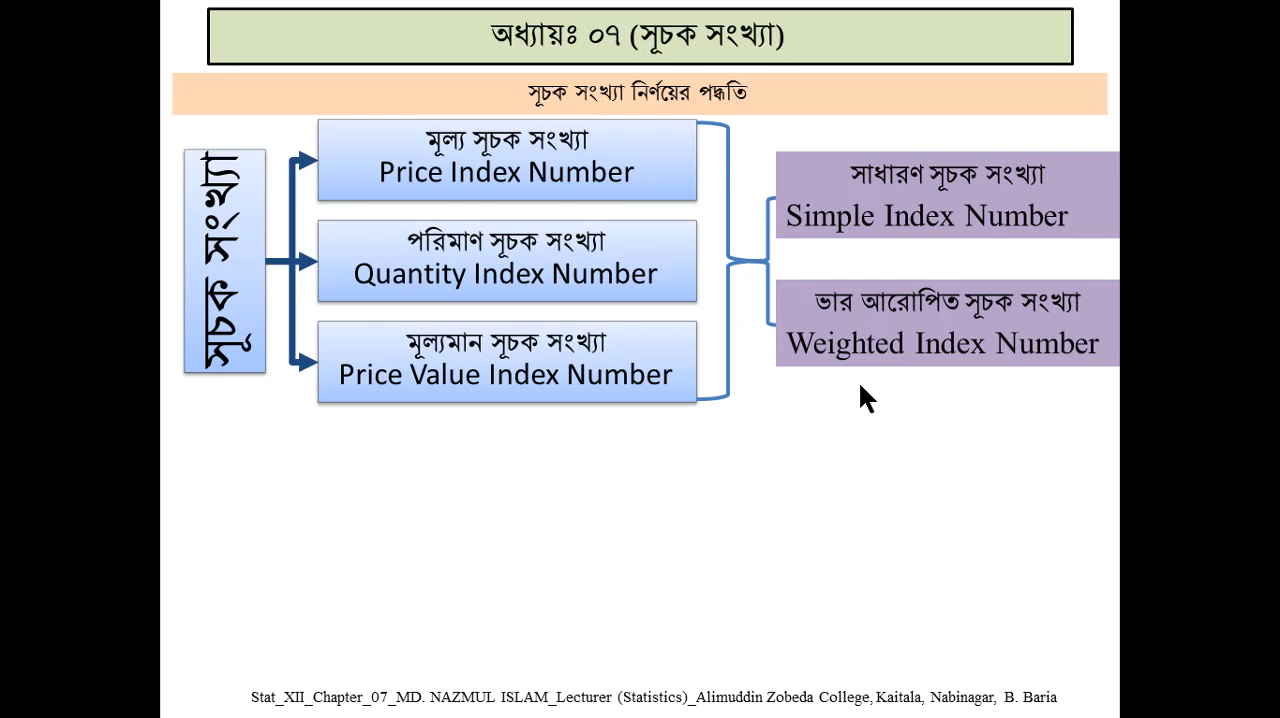 অধ্যায়ঃ ০৭ (সূচক সংখ্যা)
সূচক সংখ্যা নির্ণয়ের পদ্ধতি
সূচক সংখ্যা
মূল্য সূচক সংখ্যা
Price Index Number
পরিমাণ সূচক সংখ্যা
Quantity Index Number
মূল্যমান সূচক সংখ্যা
Price Value Index Number
সাধারণ সূচক সংখ্যা
Simple Index Number
ভার আরোপিত সূচক সংখ্যা
Weighted Index Number
Stat_XII_Chapter_07_MD. NAZMUL ISLAM_Lecturer (Statistics)_Alimuddin Zobeda College, Kaitala, Nabinagar, B. Baria